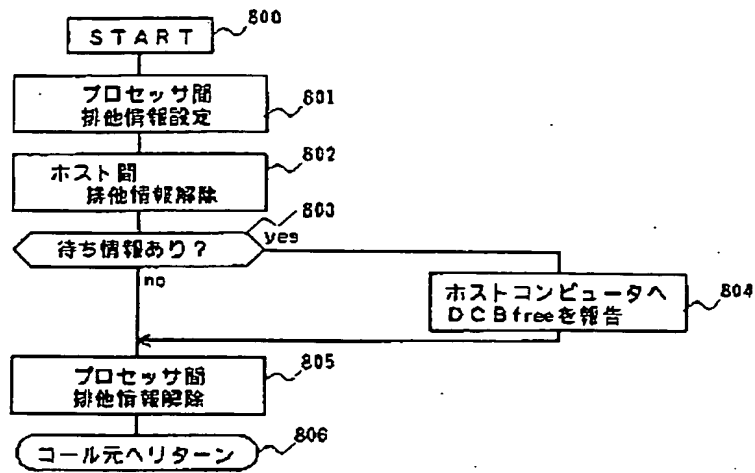 800
START
プロセッサ間
排他情報設定
801
ホスト間
排他情報解除
802
803
待ち情報あり?
yes
no
ホストコンピュータへ
DCBfreeを報告
804
プロセッサ間
排他情報解除
805
コール元へリターン
806